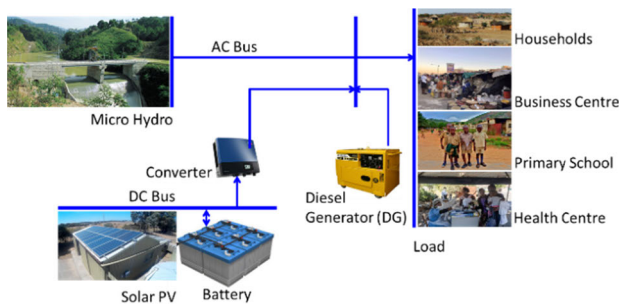 AC Bus
Households
Micro Hydro
Business Centre
Converter
Primary School
DC Bus
Diesel
Generator (DG)
Health Centre
Load
Solar PV
Battery